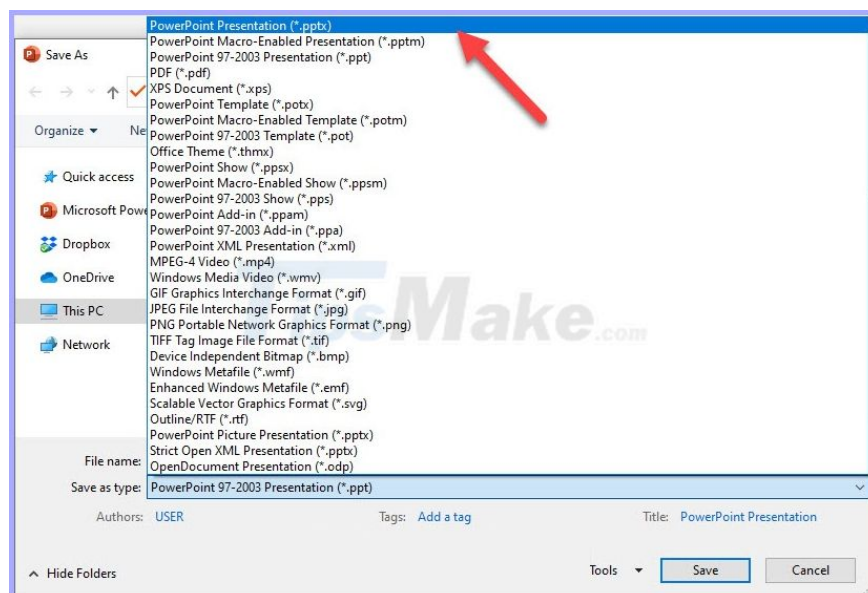 PowerPoint Presentation (*.pptx)
PowerPoint Macro-Enabled Presentation (*.pptm)
Save As
PowerPoint 97-2003 Presentation (*.ppt)
PDF (*.pdf)
XPS Document (*.xps)
PowerPoint Template (*.potx)
PowerPoint Macro-Enabled Template (*.potm)
Organize Ne
PowerPoint 97-2003 Template (*.pot)
Office Theme (*.thmx)
PowerPoint Show (*.ppsx)
Quick access
PowerPoint Macro-Enabled Show (*.ppsm)
PowerPoint 97-2003 Show (*.pps)
Microsoft Powe
PowerPoint Add-in (*.ppam)
PowerPoint 97-2003 Add-in (*.ppa)
Dropbox
PowerPoint XML Presentation (*.xml)
MPEG-4 Video (*.mp4)
OneDrive
Windows Media Video (*.wmv)
GIF Graphics Interchange Format (*.gif)
This PC
JPEG File Interchange Format (*.jpg)
PNG Portable Network Graphics Format (*.png)
TipsMake.com
Network
TIFF Tag Image File Format (*.tif)
Device Independent Bitmap (*.bmp)
Windows Metafile (*.wmf)
Enhanced Windows Metafile (*.emf)
Scalable Vector Graphics Format (*.svg)
Outline/RTF (*.rtf)
PowerPoint Picture Presentation (*.pptx)
Strict Open XML Presentation (*.pptx)
File name:
OpenDocument Presentation (*.odp)
Save as type: PowerPoint 97-2003 Presentation (*.ppt)
Authors: USER Tags: Add a tag Title: PowerPoint Presentation
Hide Folders Tools Save Cancel